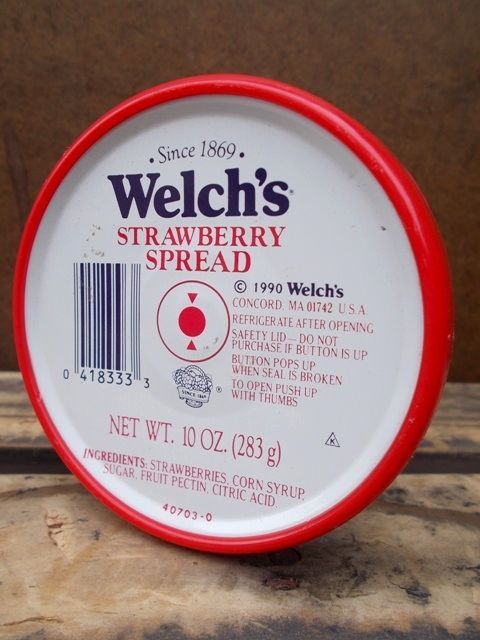 • Since 1869 •
Welch's
STRAWBERRY
SPREAD
© 1990 Welch's
CONCORD, MA 01742 U.S.A.
REFRIGERATE AFTER OPENING
SAFETY LID — DO NOT
PURCHASE IF BUTTON IS UP
BUTTON POPS UP
WHEN SEAL IS BROKEN
TO OPEN PUSH UP
WITH THUMBS
0 418333 3
SINCE 1869
®
K
NET WT. 10 OZ. (283 g)
INGREDIENTS: STRAWBERRIES, CORN SYRUP,
SUGAR, FRUIT PECTIN, CITRIC ACID.
40703-0